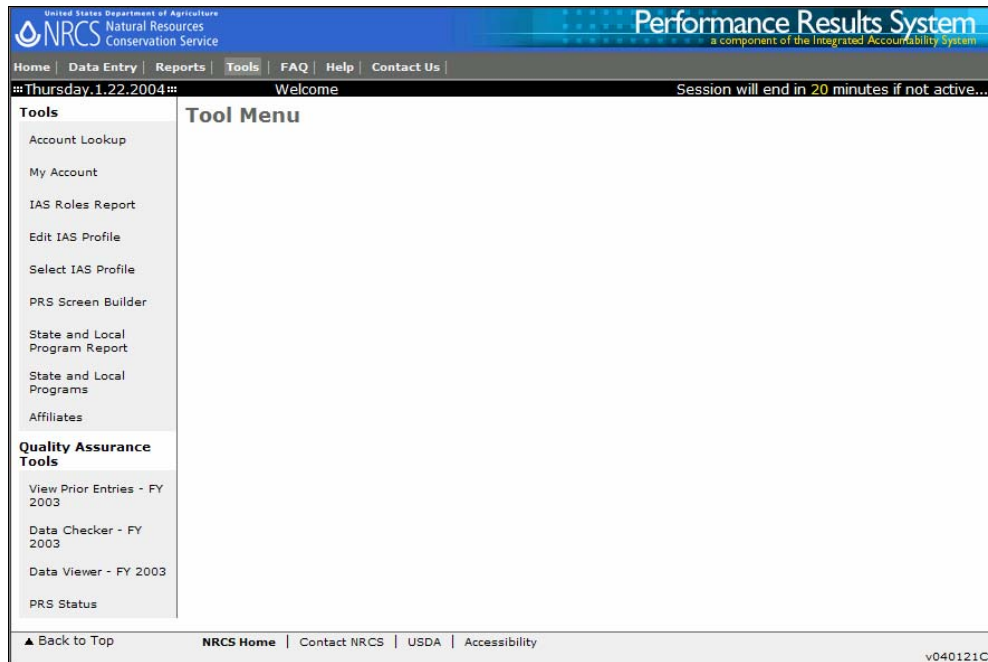 United States Department of Agriculture
NRCS Natural Resources
Conservation Service
Performance Results System
a component of the Integrated Accountability System
Home | Data Entry | Reports | Tools | FAQ | Help | Contact Us |
Thursday.1.22.2004 Welcome Session will end in 20 minutes if not active...
Tools
Account Lookup
My Account
IAS Roles Report
Edit IAS Profile
Select IAS Profile
PRS Screen Builder
State and Local
Program Report
State and Local
Programs
Affiliates
Quality Assurance
Tools
View Prior Entries - FY
2003
Data Checker - FY
2003
Data Viewer - FY 2003
PRS Status
Tool Menu
▲ Back to Top NRCS Home | Contact NRCS | USDA | Accessibility
v040121C